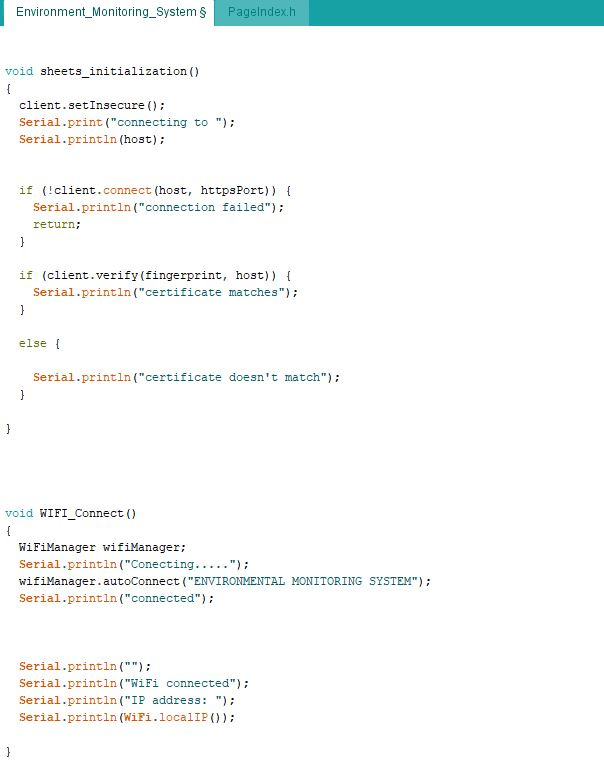 Environment_Monitoring_System § PageIndex.h
void sheets_initialization()
{
  client.setInsecure();
  Serial.print("connecting to ");
  Serial.println(host);
  if (!client.connect(host, httpsPort)) {
    Serial.println("connection failed");
    return;
  }
  if (client.verify(fingerprint, host)) {
    Serial.println("certificate matches");
  }
  else {
    Serial.println("certificate doesn't match");
  }
}
void WIFI_Connect()
{
  WiFiManager wifiManager;
  Serial.println("Conecting.....");
  wifiManager.autoConnect("ENVIRONMENTAL MONITORING SYSTEM");
  Serial.println("connected");
  Serial.println("");
  Serial.println("WiFi connected");
  Serial.println("IP address: ");
  Serial.println(WiFi.localIP());
}